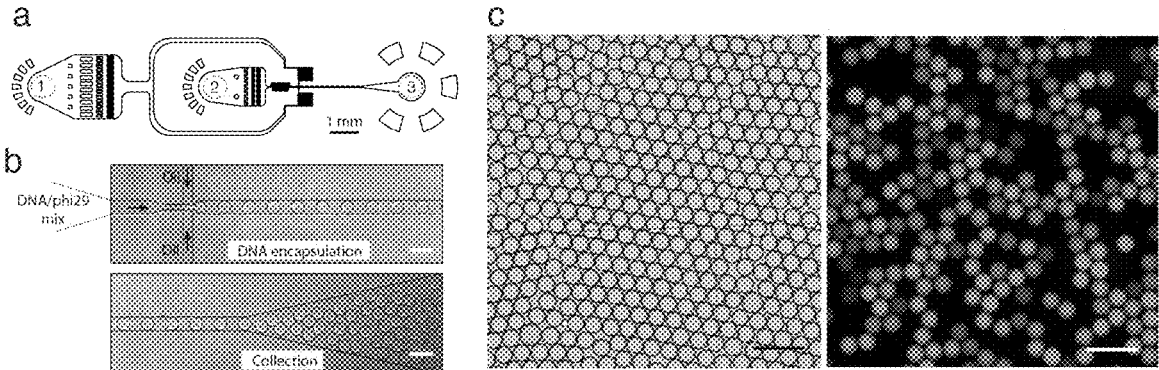 a
1
2
3
1 mm
b
DNA/phi29
mix
Oil
Oil
DNA encapsulation
Collection
c